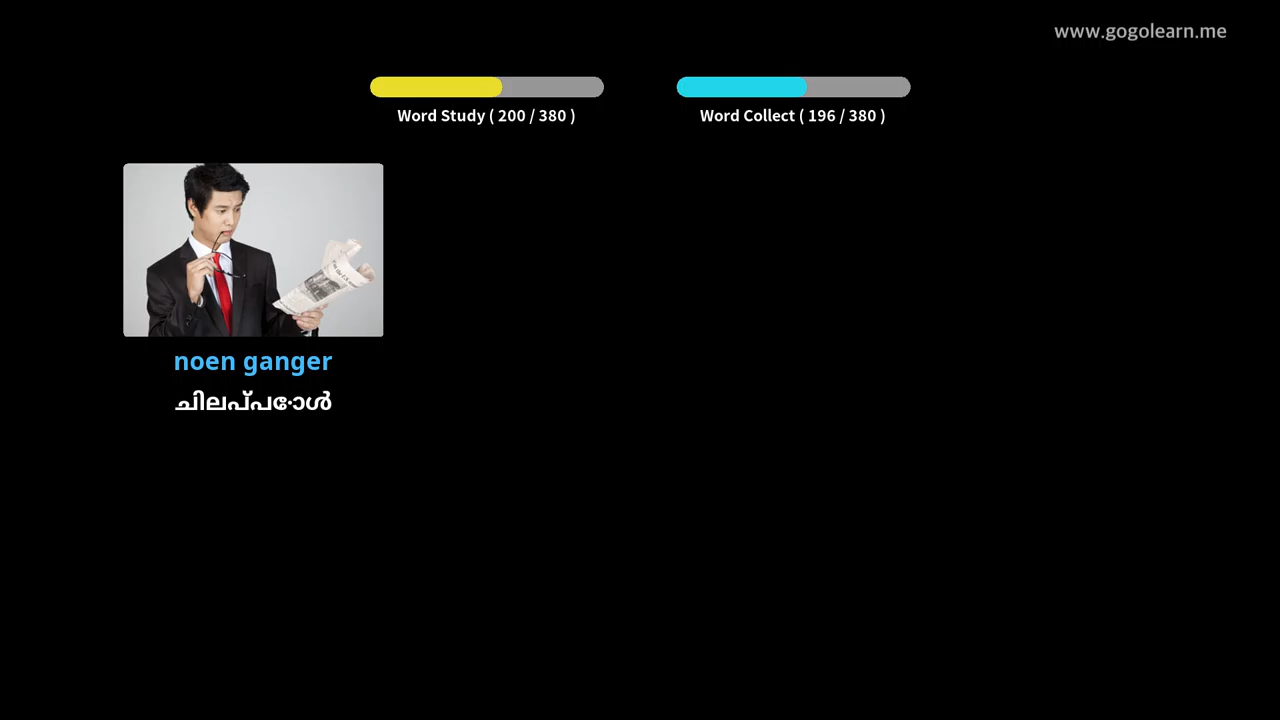 www.gogolearn.me
Word Study ( 200 / 380 )
Word Collect ( 196 / 380 )
noen ganger
ചിലപ്പോൾ